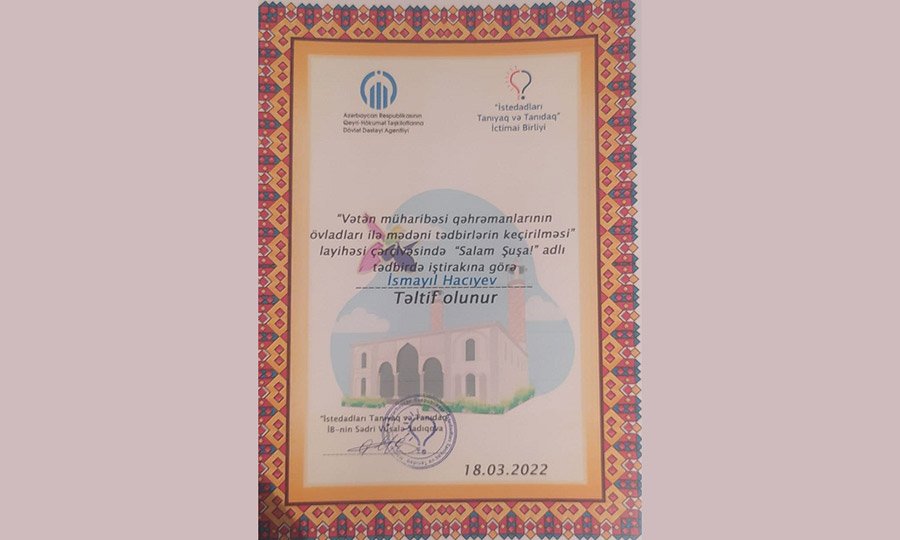 Azərbaycan Respublikasının
Qeyri-Hökumət Təşkilatlarına
Dövlət Dəstəyi Agentliyi
"İstedadları
Tanıyaq və Tanıdaq"
İctimai Birliyi
"Vətən müharibəsi qəhrəmanlarının
övladları ilə mədəni tədbirlərin keçirilməsi"
layihəsi çərçivəsində "Salam Şuşa!" adlı
tədbirdə iştirakına görə
İsmayıl Hacıyev
Təltif olunur
"İstedadları Tanıyaq və Tanıdaq"
İB-nin Sədri Vüsalə Sadıqova
18.03.2022